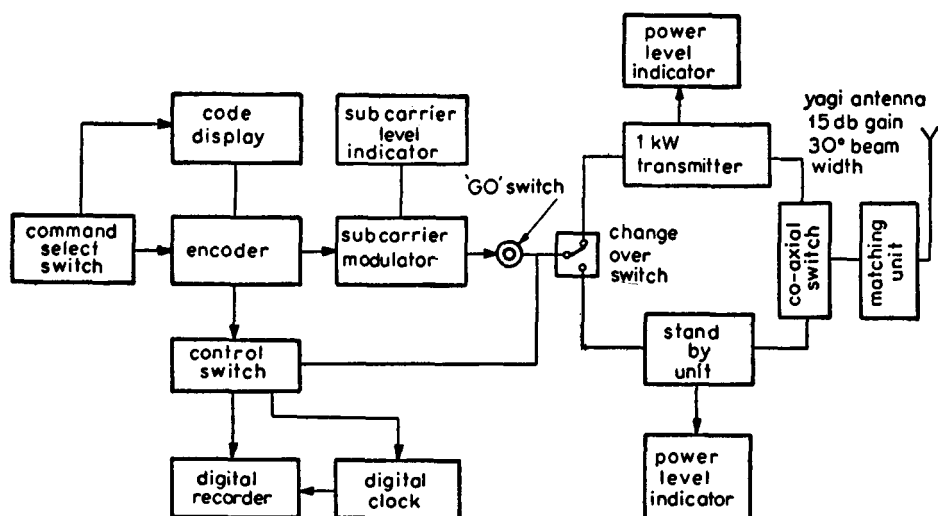 power
level
indicator
yagi antenna
15 db gain
30° beam
width
code
display
sub carrier
level
indicator
1 kW
transmitter
'GO' switch
command
select
switch
encoder
subcarrier
modulator
change
over
switch
co-axial
switch
matching
unit
control
switch
stand
by
unit
digital
recorder
digital
clock
power
level
indicator